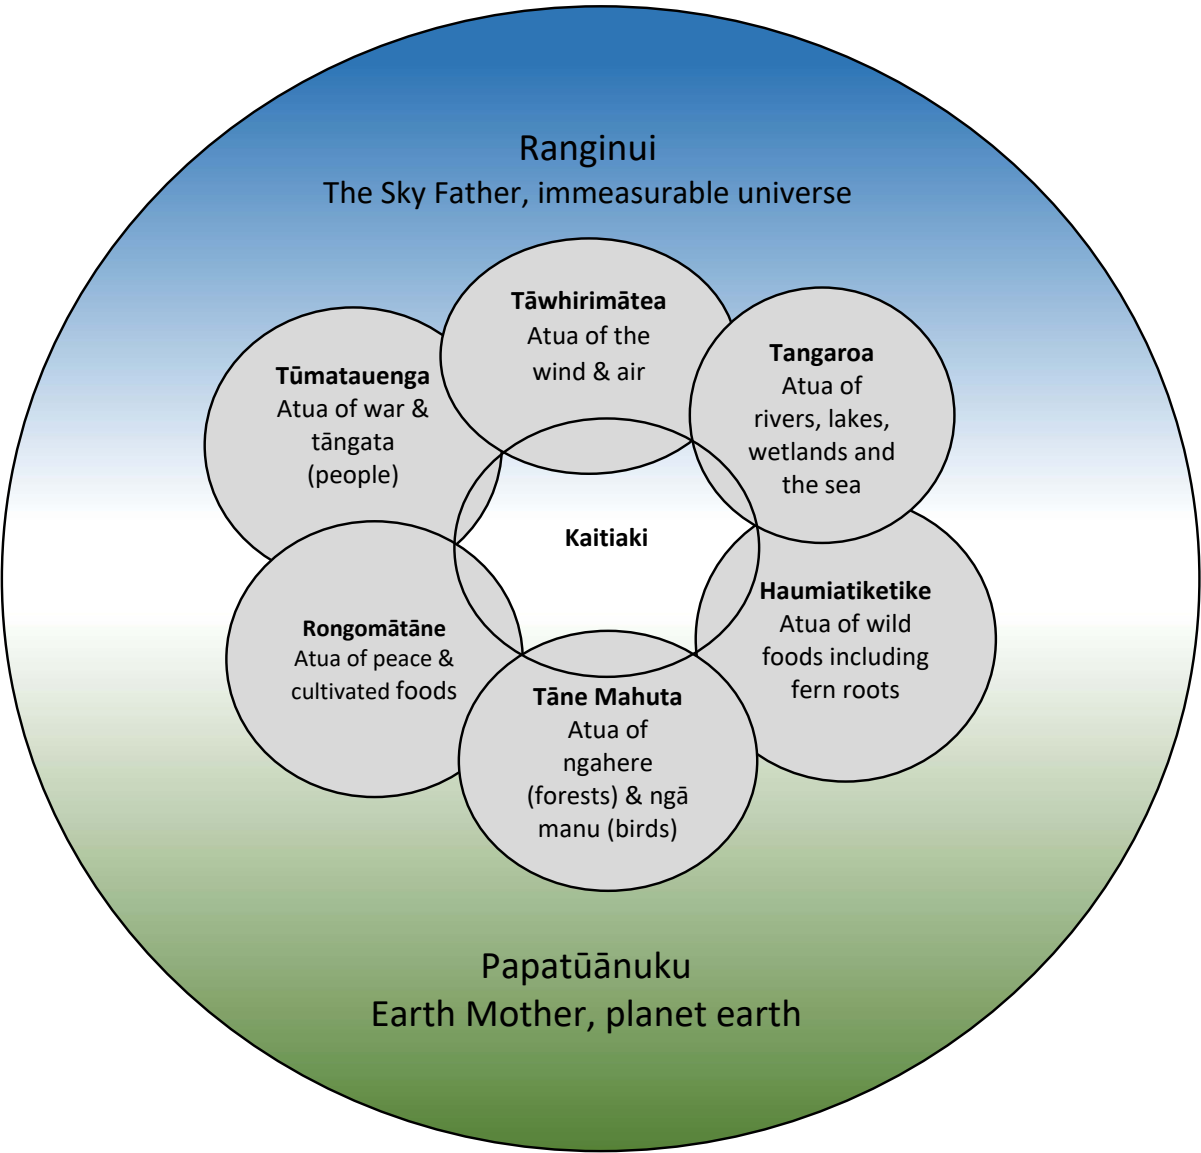 Ranginui
The Sky Father, immeasurable universe
Tāwhirimātea
Atua of the
wind & air
Tangaroa
Atua of
rivers, lakes,
wetlands and
the sea
Tūmatauenga
Atua of war &
tāngata
(people)
Kaitiaki
Haumiatiketike
Atua of wild
foods including
fern roots
Rongomātāne
Atua of peace &
cultivated foods
Tāne Mahuta
Atua of
ngahere
(forests) & ngā
manu (birds)
Papatūānuku
Earth Mother, planet earth